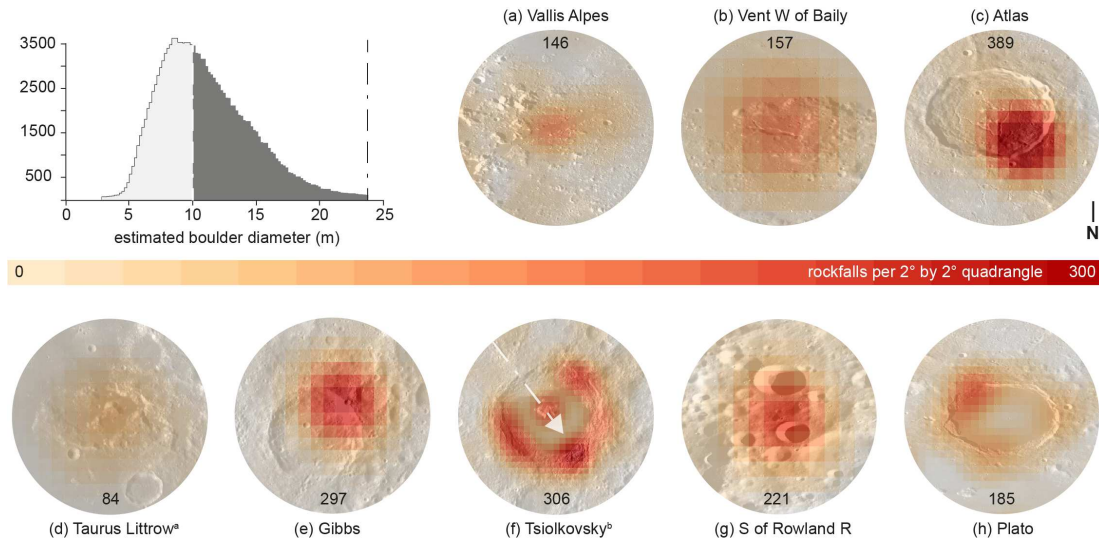 (a) Vallis Alpes
(b) Vent W of Baily
(c) Atlas
3500
2500
1500
500
0
5
10
15
20
25
estimated boulder diameter (m)
146
157
389
N
0
rockfalls per 2° by 2° quadrangle
300
84
297
306
221
185
(d) Taurus Littrowᵃ
(e) Gibbs
(f) Tsiolkovskyᵇ
(g) S of Rowland R
(h) Plato